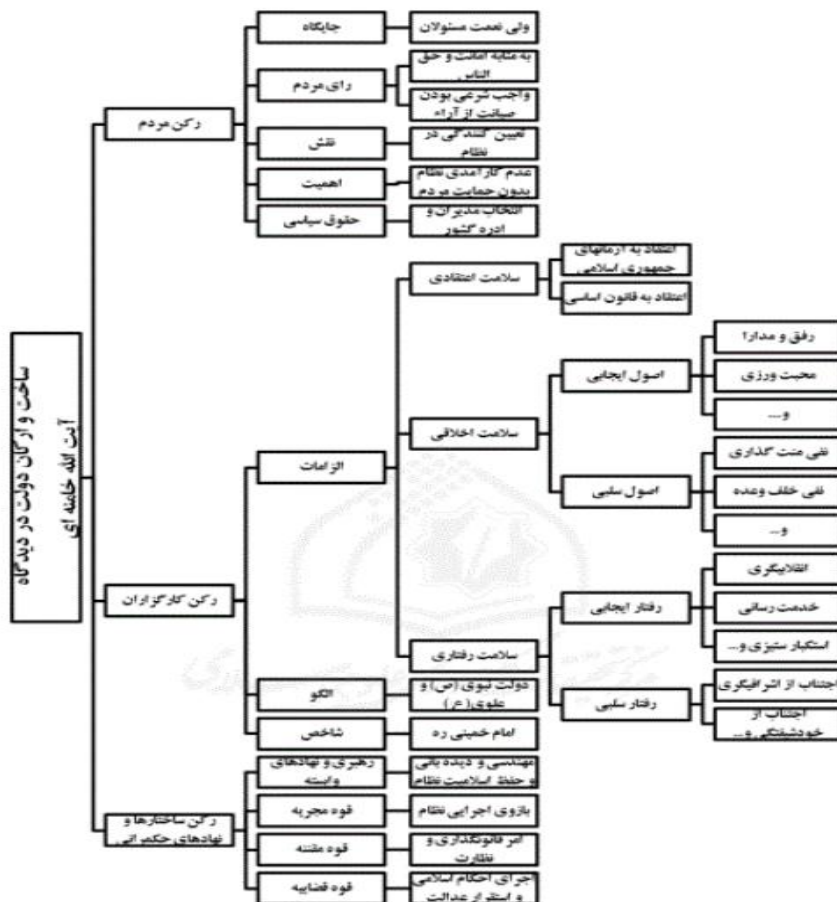 ساخت و ارکان دولت در دیدگاه
آیت الله خامنه ای
رکن مردم
جایگاه
ولی نعمت مسئولان
رای مردم
به مثابه امانت و حق
الناس
واجب شرعی بودن
صیانت از آراء
نقش
تعیین کنندگی در
نظام
اهمیت
عدم کارآمدی نظام
بدون حمایت مردم
حقوق سیاسی
انتخاب مدیران و
ادره کشور
رکن کارگزاران
الزامات
سلامت اعتقادی
اعتقاد به آرمانهای
جمهوری اسلامی
اعتقاد به قانون اساسی
سلامت اخلاقی
اصول ایجابی
رفق و مدارا
محبت ورزی
و...
اصول سلبی
نفی منت گذاری
نفی خلف وعده
و...
سلامت رفتاری
رفتار ایجابی
انقلابیگری
خدمت رسانی
استکبار ستیزی و...
رفتار سلبی
اجتناب از اشرافیگری
اجتناب از
خودشیفتگی و...
الگو
دولت نبوی (ص) و
علوی(ع)
شاخص
امام خمینی ره
رکن ساختارها و
نهادهای حکمرانی
رهبری و نهادهای
وابسته
مهندسی و دیده بانی
و حفظ اسلامیت نظام
قوه مجریه
بازوی اجرایی نظام
قوه مقننه
امر قانونگذاری و
نظارت
قوه قضاییه
اجرای احکام اسلامی
و استقرار عدالت